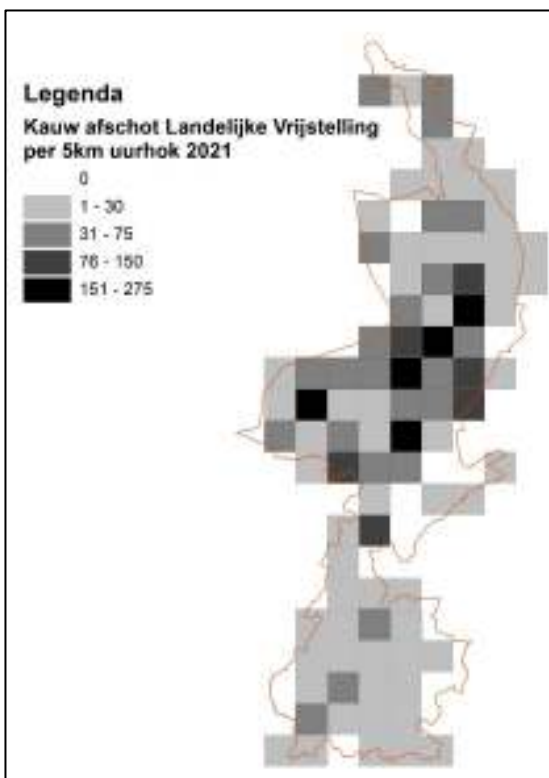 Legenda
Kauw afschot Landelijke Vrijstelling
per 5km uurhok 2021
0
1 - 30
31 - 75
76 - 150
151 - 275